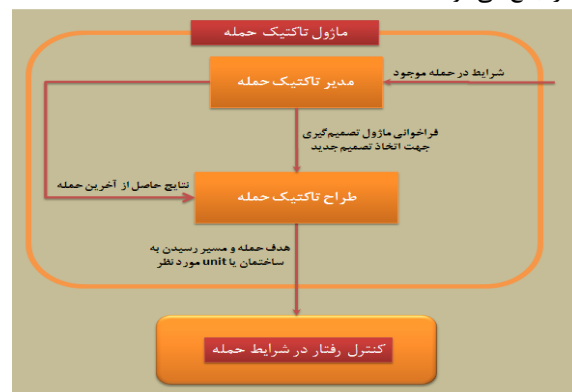 ماژول تاکتیک حمله
شرایط در حمله موجود
مدیر تاکتیک حمله
فراخوانی ماژول تصمیم‌گیری
جهت اتخاذ تصمیم جدید
نتایج حاصل از آخرین حمله
طراح تاکتیک حمله
هدف حمله و مسیر رسیدن به
ساختمان یا unit مورد نظر
کنترل رفتار در شرایط حمله